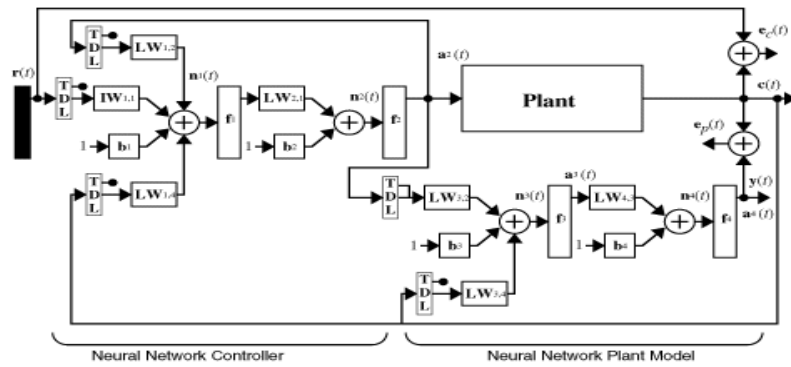 T
D
L
LW1,2
r(t)
n1(t)
T
D
L
IW1,1
1
b1
T
D
L
LW1,4
f1
LW2,1
1
b2
n2(t)
f2
a2(t)
Plant
ec(t)
c(t)
ep(t)
T
D
L
LW3,2
n3(t)
1
b3
T
D
L
LW3,4
f3
a3(t)
LW4,3
1
b4
n4(t)
f4
y(t)
a4(t)
Neural Network Controller
Neural Network Plant Model